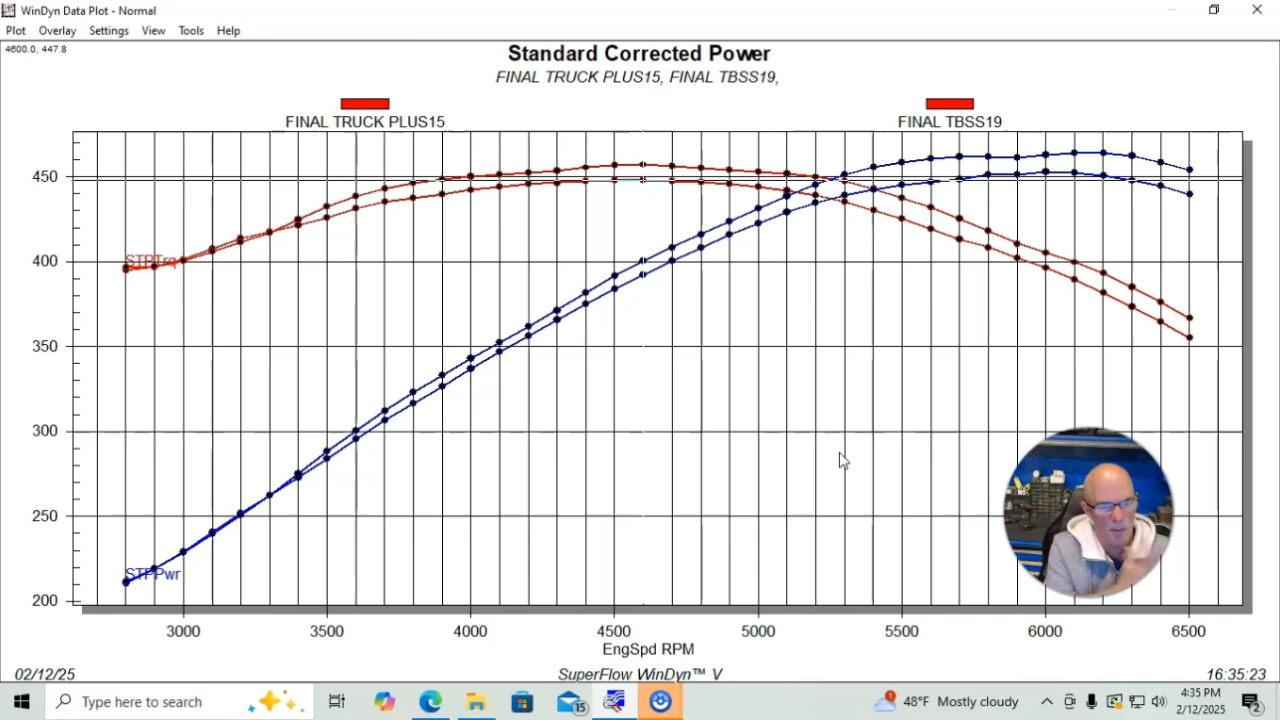 WinDyn Data Plot - Normal
Plot Overlay Settings View Tools Help
4600.0, 447.8
Standard Corrected Power
FINAL TRUCK PLUS15, FINAL TBSS19,
FINAL TRUCK PLUS15 FINAL TBSS19
450
400
350
300
250
200
STPTrq
STPPwr
3000 3500 4000 4500 5000 5500 6000 6500
EngSpd RPM
02/12/25 SuperFlow WinDyn™ V 16:35:23
Type here to search 15 48°F Mostly cloudy 4:35 PM
2/12/2025 2